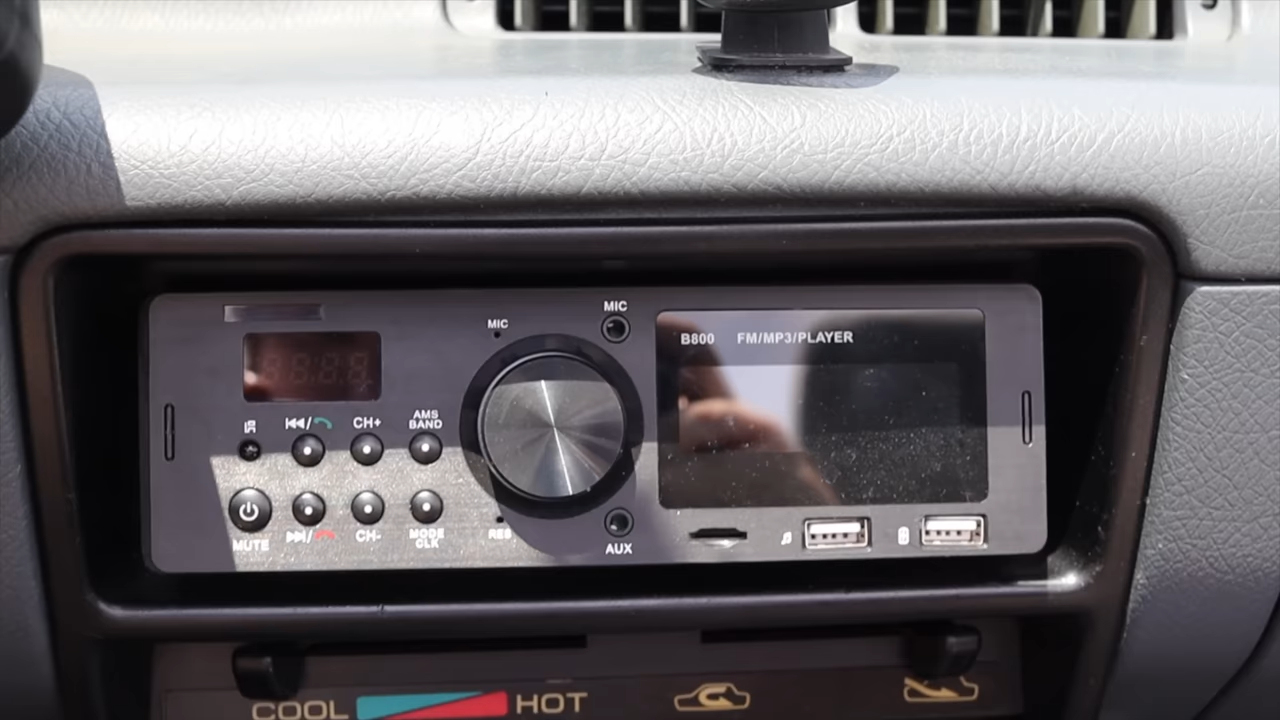 MIC
MIC
B800 FM/MP3/PLAYER
CH+
AMS
BAND
MUTE
CH-
MODE
CLK
RES
AUX
COOL HOT